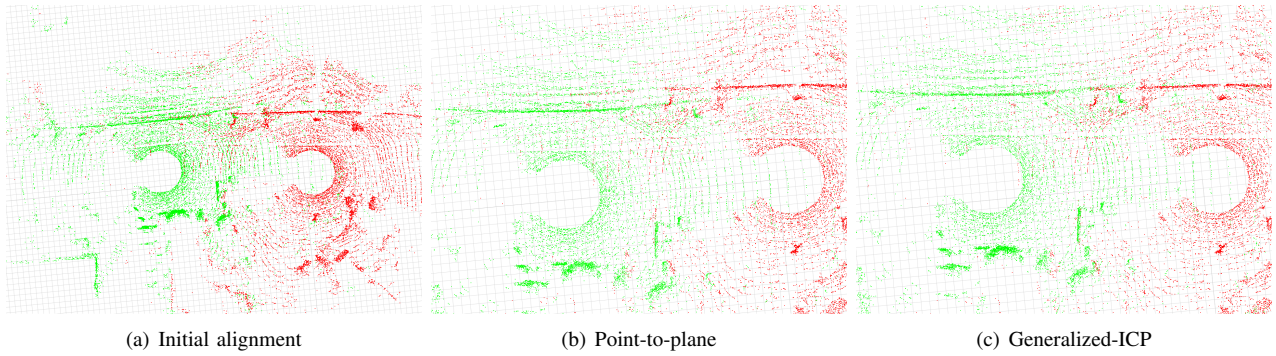 (a) Initial alignment
(b) Point-to-plane
(c) Generalized-ICP